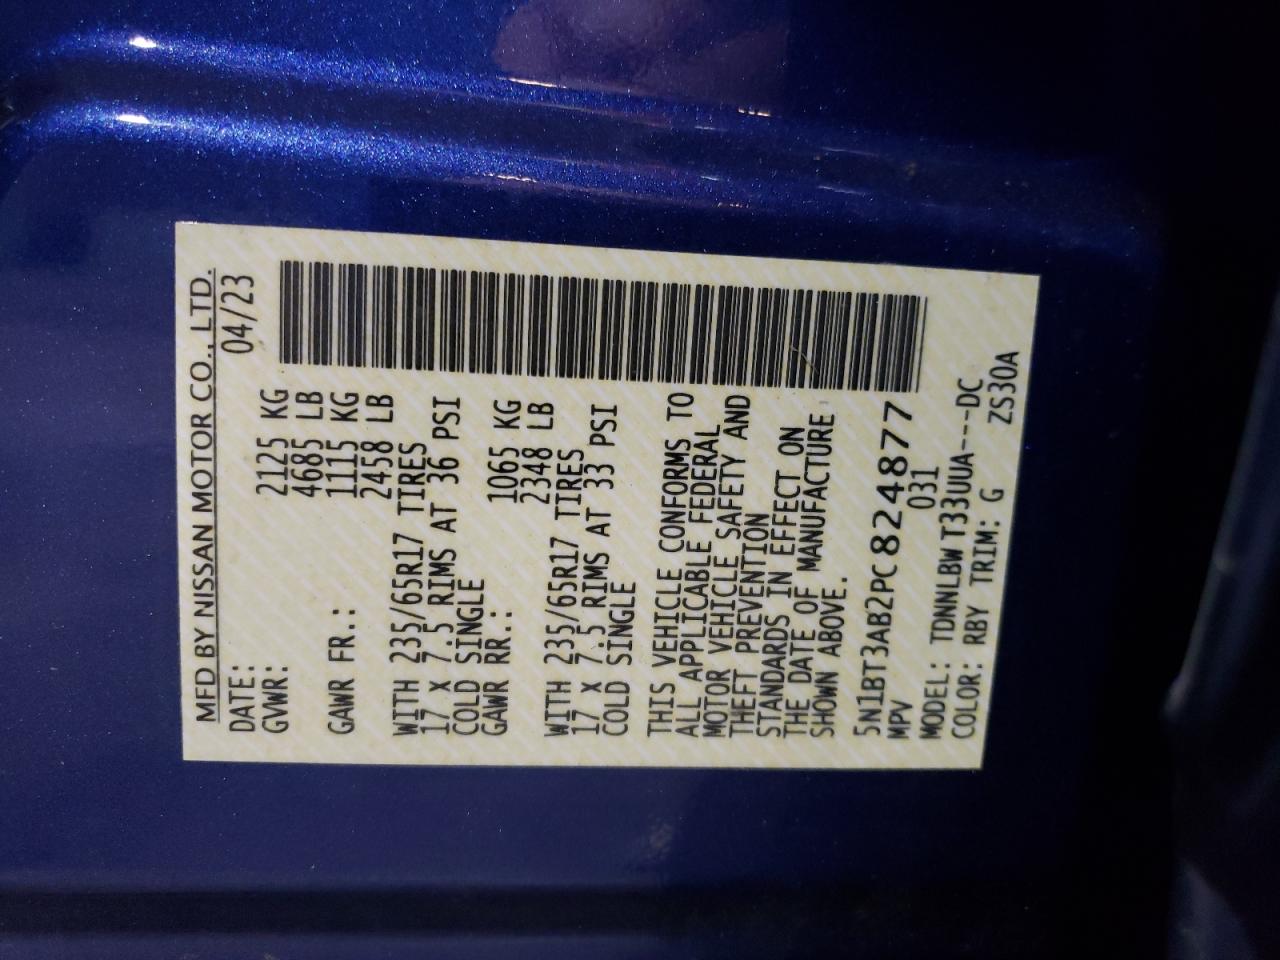 MFD BY NISSAN MOTOR CO., LTD.
DATE: 04/23
GVWR: 2125 KG
4685 LB
GAWR FR.: 1115 KG
2458 LB
WITH 235/65R17 TIRES
17 x 7.5 RIMS AT 36 PSI
COLD SINGLE
GAWR RR.: 1065 KG
2348 LB
WITH 235/65R17 TIRES
17 x 7.5 RIMS AT 33 PSI
COLD SINGLE
THIS VEHICLE CONFORMS TO
ALL APPLICABLE FEDERAL
MOTOR VEHICLE SAFETY AND
THEFT PREVENTION
STANDARDS IN EFFECT ON
THE DATE OF MANUFACTURE
SHOWN ABOVE.
5N1BT3AB2PC824877
MPV 031
MODEL: TDNNLBW T33UUA---DC
COLOR: RBY TRIM: G ZS30A